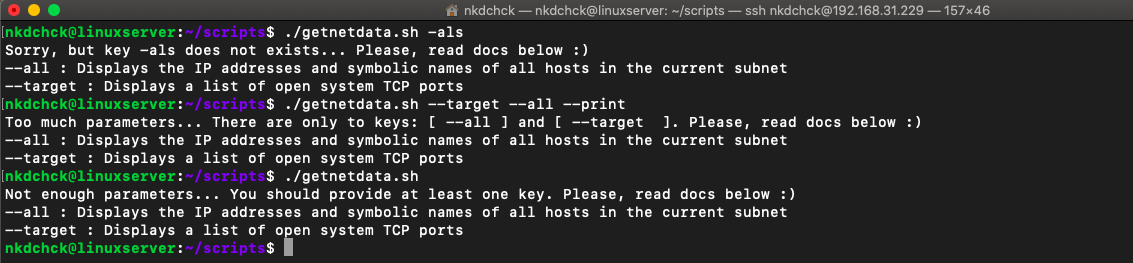 nkdchck — nkdchck@linuxserver: ~/scripts — ssh nkdchck@192.168.31.229 — 157×46
[nkdchck@linuxserver:~/scripts$ ./getnetdata.sh -als
Sorry, but key -als does not exists... Please, read docs below :)
--all : Displays the IP addresses and symbolic names of all hosts in the current subnet
--target : Displays a list of open system TCP ports
[nkdchck@linuxserver:~/scripts$ ./getnetdata.sh --target --all --print
Too much parameters... There are only to keys: [ --all ] and [ --target  ]. Please, read docs below :)
--all : Displays the IP addresses and symbolic names of all hosts in the current subnet
--target : Displays a list of open system TCP ports
[nkdchck@linuxserver:~/scripts$ ./getnetdata.sh
Not enough parameters... You should provide at least one key. Please, read docs below :)
--all : Displays the IP addresses and symbolic names of all hosts in the current subnet
--target : Displays a list of open system TCP ports
nkdchck@linuxserver:~/scripts$